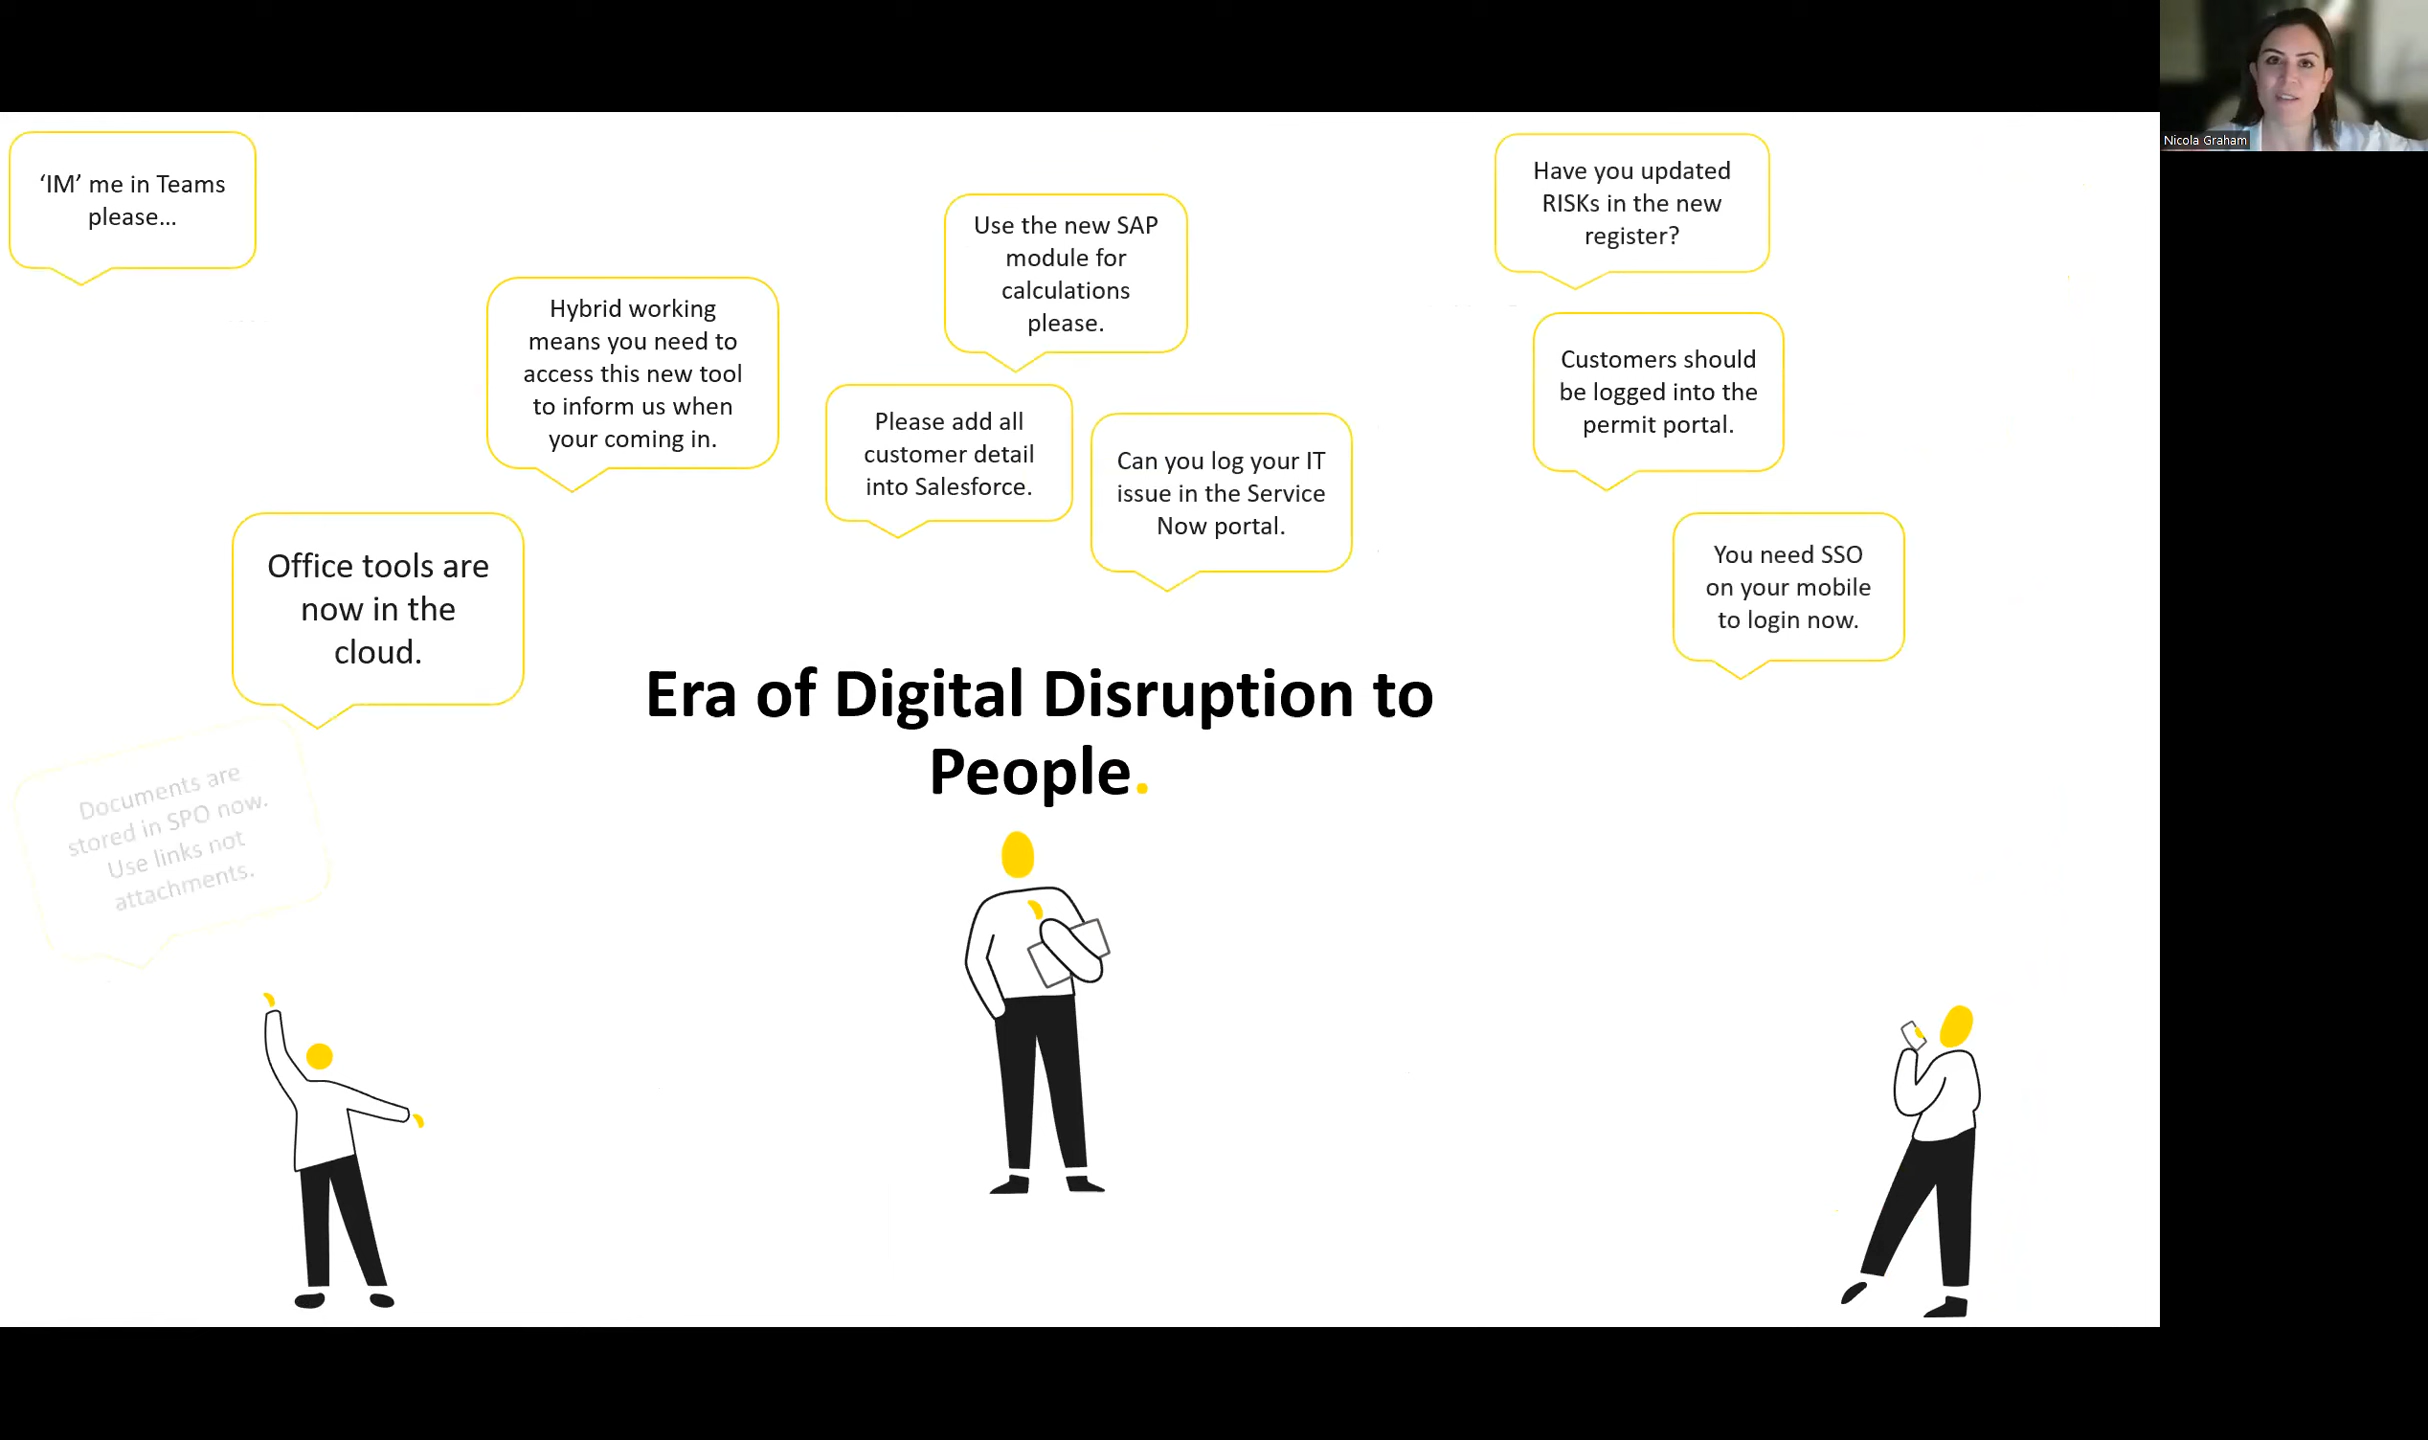 ‘IM’ me in Teams
please...
Hybrid working
means you need to
access this new tool
to inform us when
your coming in.
Use the new SAP
module for
calculations
please.
Please add all
customer detail
into Salesforce.
Can you log your IT
issue in the Service
Now portal.
Have you updated
RISKs in the new
register?
Customers should
be logged into the
permit portal.
You need SSO
on your mobile
to login now.
Office tools are
now in the
cloud.
Documents are
stored in SPO now.
Use links not
attachments.
Era of Digital Disruption to
People.
Nicola Graham